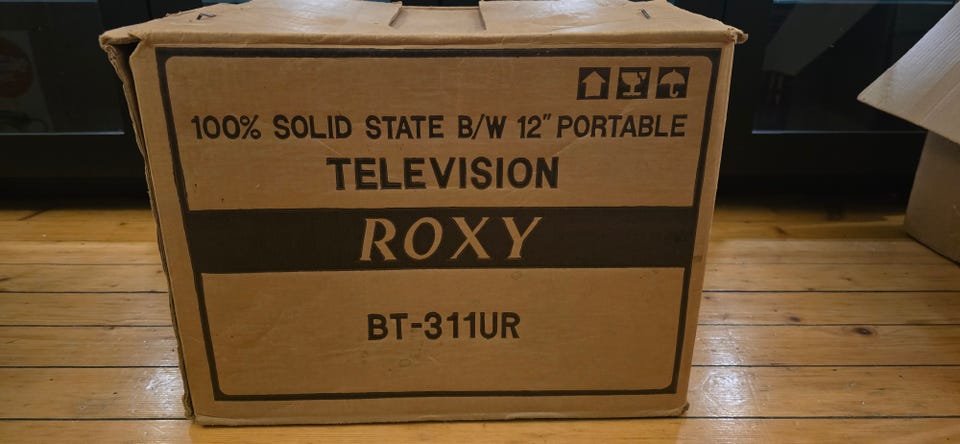 100% SOLID STATE B/W 12" PORTABLE
TELEVISION
ROXY
BT-311UR